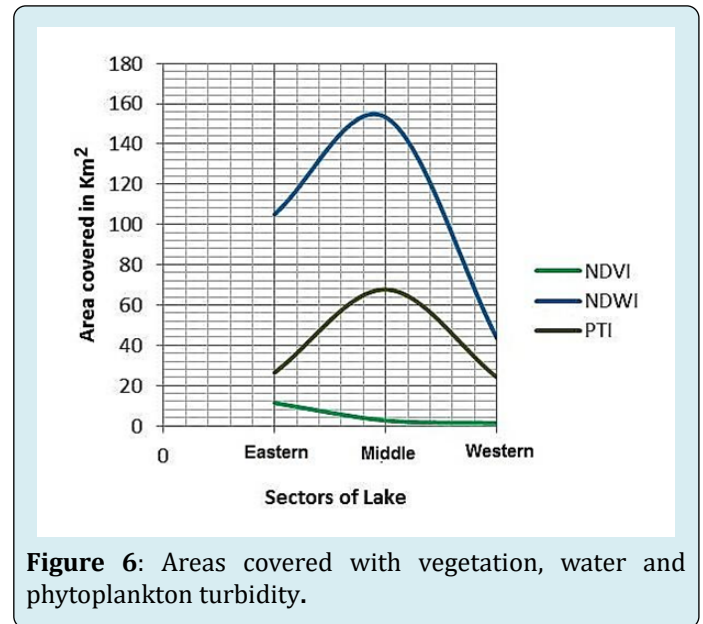 180
160
140
120
100
80
60
40
20
0
Area covered in Km²
0 Eastern Middle Western
Sectors of Lake
NDVI
NDWI
PTI
Figure 6: Areas covered with vegetation, water and
phytoplankton turbidity.